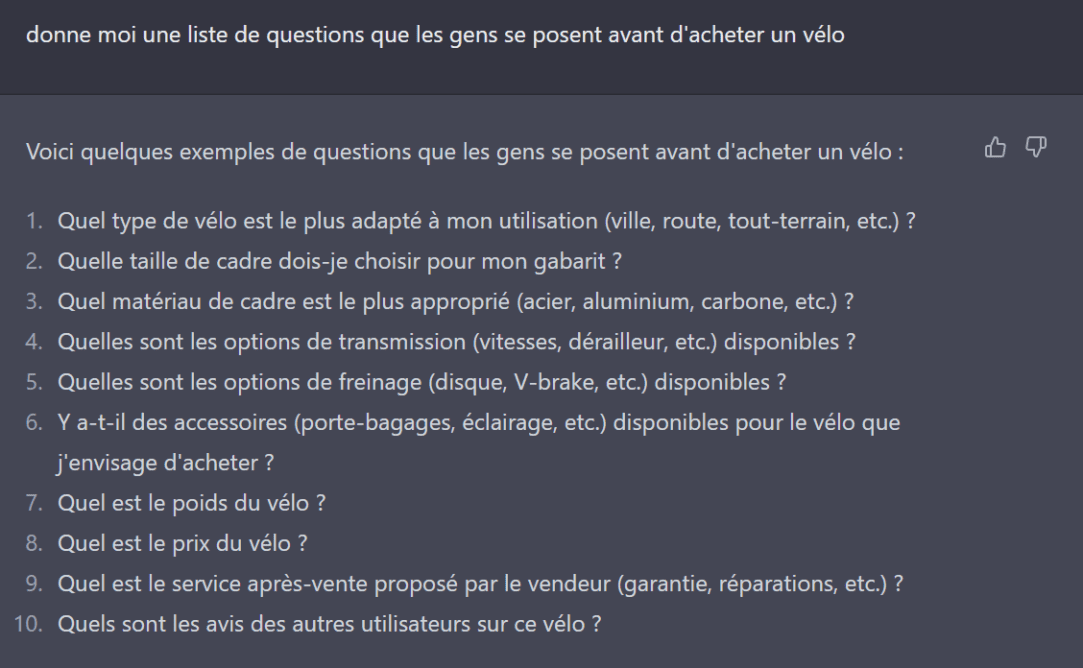 donne moi une liste de questions que les gens se posent avant d'acheter un vélo
Voici quelques exemples de questions que les gens se posent avant d'acheter un vélo :
1. Quel type de vélo est le plus adapté à mon utilisation (ville, route, tout-terrain, etc.) ?
2. Quelle taille de cadre dois-je choisir pour mon gabarit ?
3. Quel matériau de cadre est le plus approprié (acier, aluminium, carbone, etc.) ?
4. Quelles sont les options de transmission (vitesses, dérailleur, etc.) disponibles ?
5. Quelles sont les options de freinage (disque, V-brake, etc.) disponibles ?
6. Y a-t-il des accessoires (porte-bagages, éclairage, etc.) disponibles pour le vélo que
j'envisage d'acheter ?
7. Quel est le poids du vélo ?
8. Quel est le prix du vélo ?
9. Quel est le service après-vente proposé par le vendeur (garantie, réparations, etc.) ?
10. Quels sont les avis des autres utilisateurs sur ce vélo ?